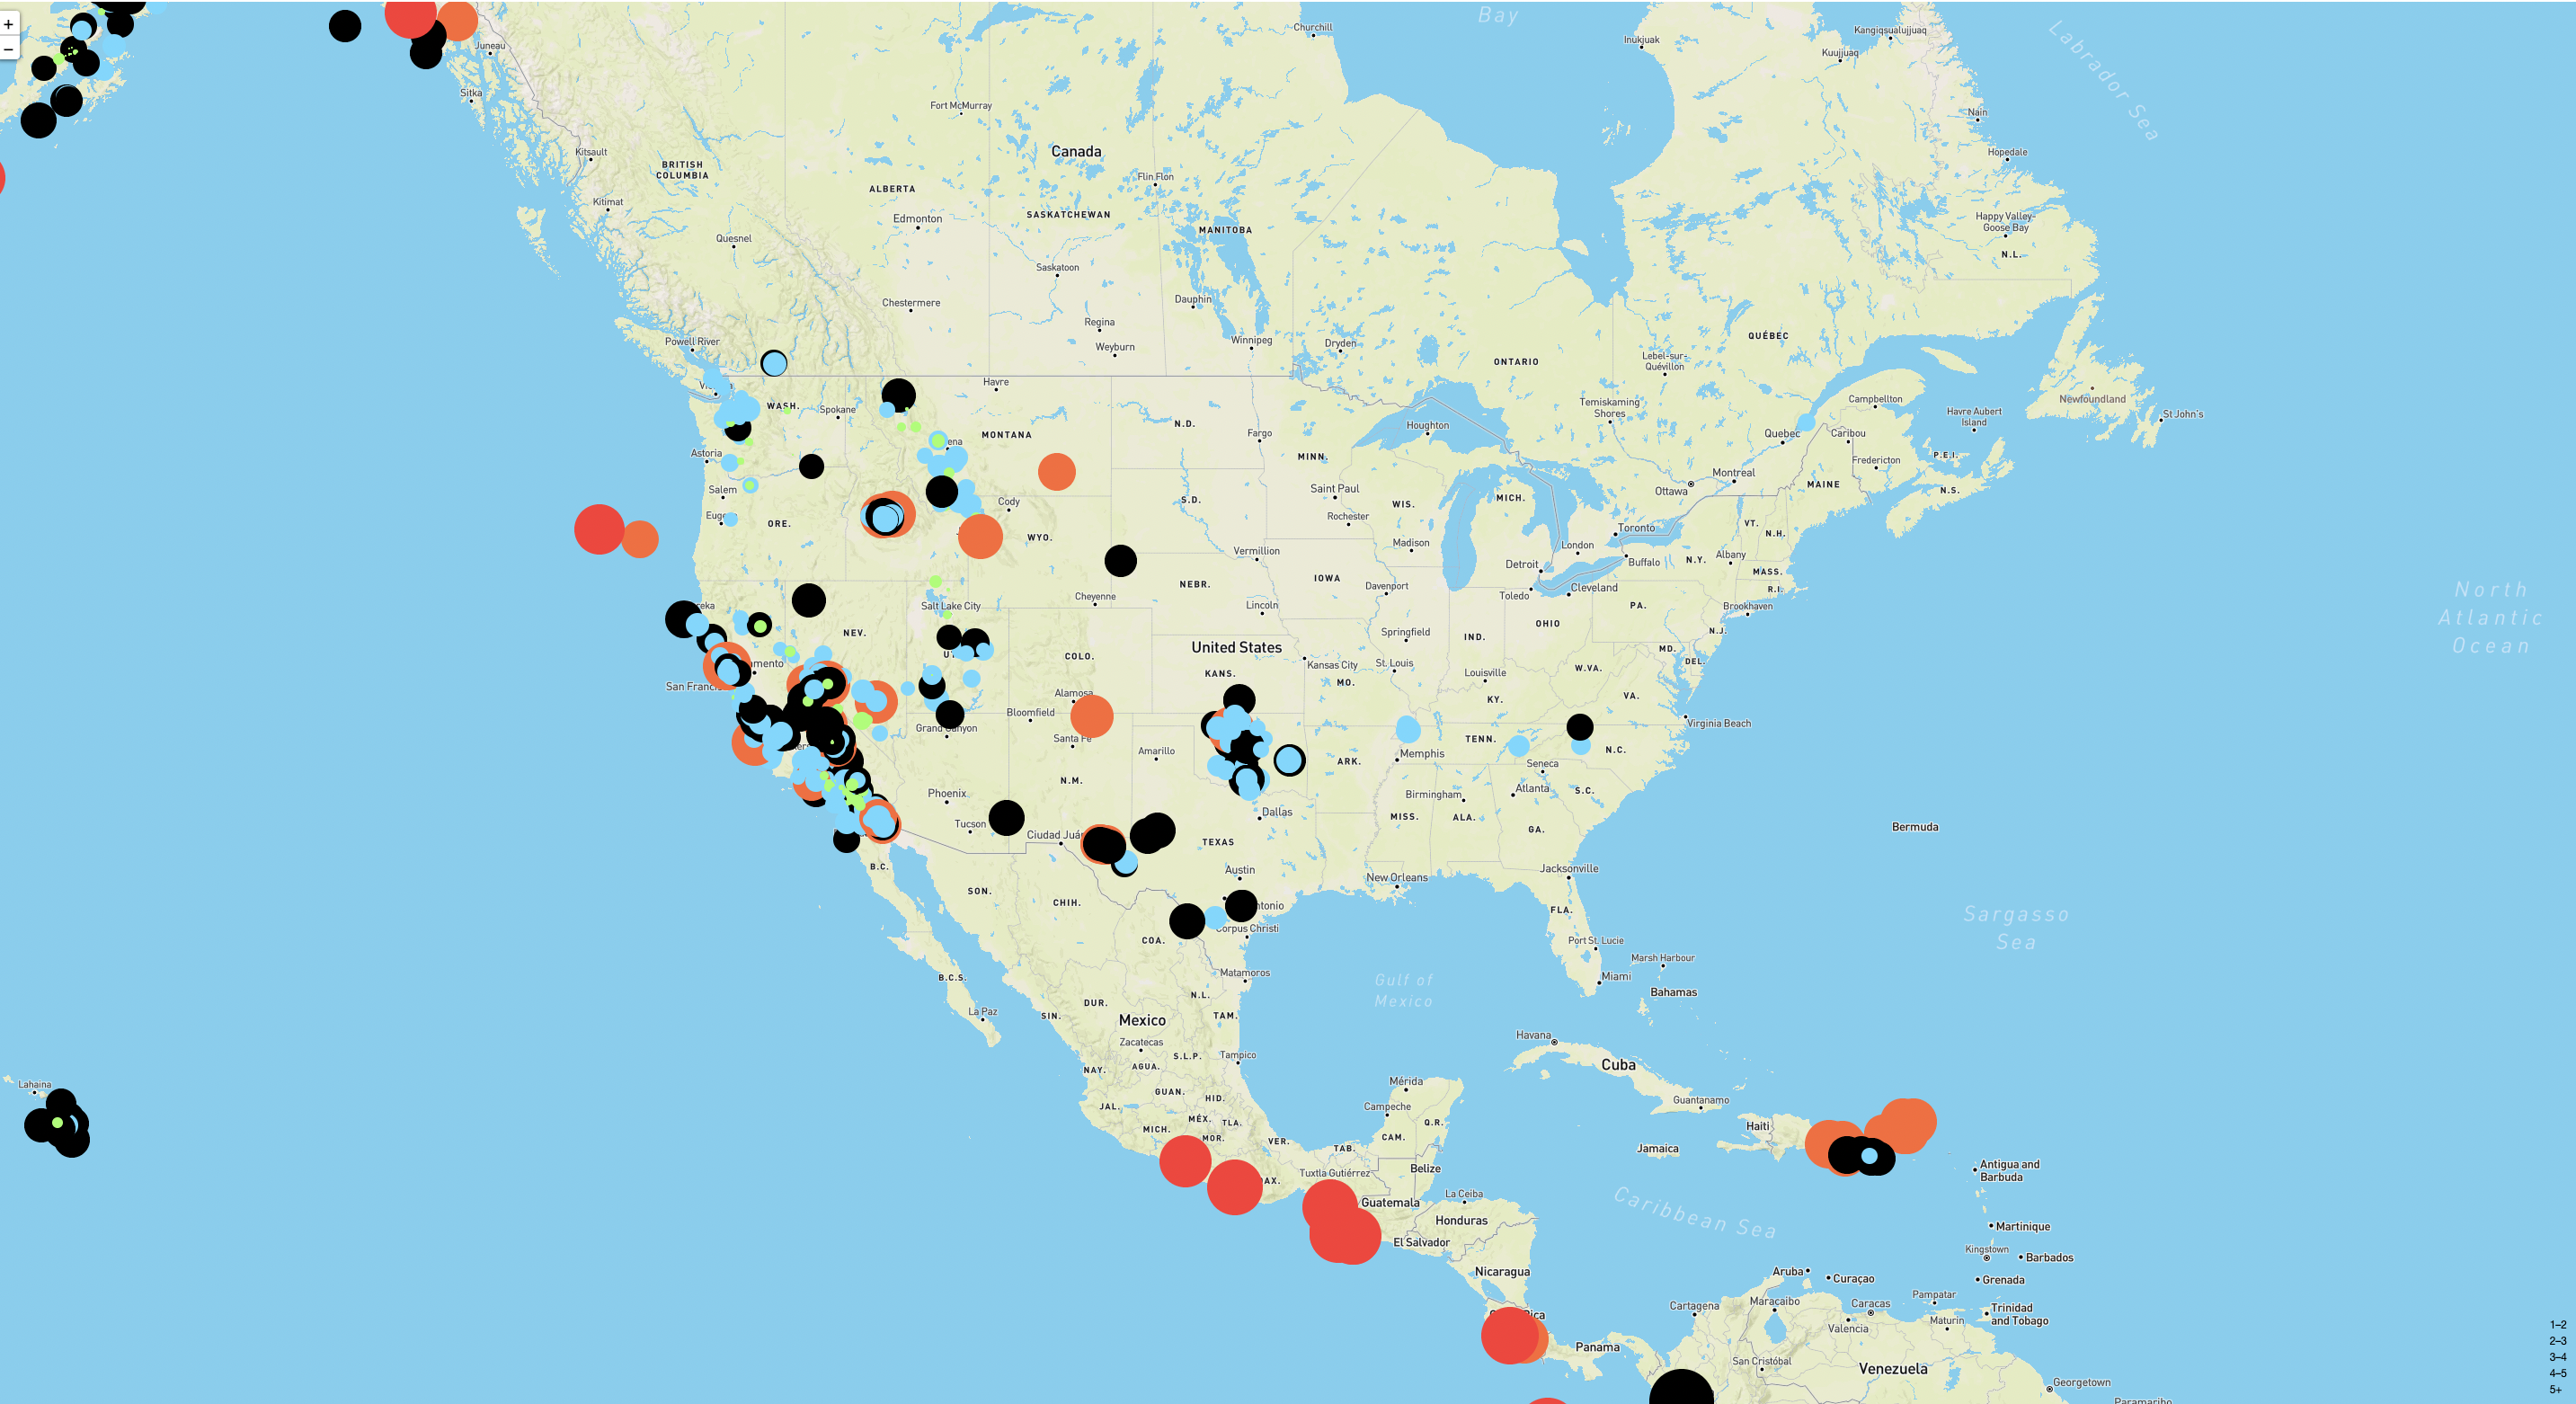 +
−
Bay
Churchill
Inukjuak
Kangiqsualujjuaq
Kuujjuaq
Labrador Sea
Juneau
Sitka
Fort McMurray
Nain
Canada
Kitsault
BRITISH
COLUMBIA
Hopedale
Flin Flon
ALBERTA
Kitimat
Edmonton
SASKATCHEWAN
MANITOBA
Happy Valley-
Goose Bay
Quesnel
N.L.
Saskatoon
Chestermere
Dauphin
Regina
Winnipeg
Dryden
QUÉBEC
Powell River
Weyburn
ONTARIO
Lebel-sur-
Quévillon
Havre
Newfoundland
St John's
WASH.
Spokane
Temiskaming
Shores
Campbellton
Havre Aubert
Island
MONTANA
N.D.
Fargo
Houghton
Quebec
Caribou
Astoria
MINN.
Fredericton
P.E.I.
Montreal
Salem
Cody
S.D.
Saint Paul
WIS.
MICH.
Ottawa
MAINE
N.S.
ORE.
Rochester
Toronto
VT.
N.H.
WYO.
Vermillion
Madison
London
Buffalo
N.Y.
Albany
Detroit
MASS.
NEBR.
IOWA
Davenport
Toledo
Cleveland
R.I.
Cheyenne
Salt Lake City
Lincoln
PA.
Brookhaven
North
Atlantic
Ocean
NEV.
Springfield
IND.
OHIO
N.J.
United States
COLO.
MD.
DEL.
Kansas City
St. Louis
W.VA.
KANS.
MO.
Louisville
Alamosa
KY.
VA.
Bloomfield
Grand Canyon
Virginia Beach
Santa Fe
Amarillo
TENN.
N.C.
Memphis
ARK.
Seneca
N.M.
Phoenix
Birmingham
Atlanta
S.C.
Dallas
Tucson
MISS.
ALA.
GA.
Bermuda
TEXAS
B.C.
Austin
New Orleans
Jacksonville
SON.
CHIH.
FLA.
Sargasso
Sea
Corpus Christi
COA.
Port St. Lucie
B.C.S.
Matamoros
Gulf of
Mexico
Marsh Harbour
Miami
Bahamas
DUR.
N.L.
La Paz
SIN.
Mexico
TAM.
Havana
Zacatecas
S.L.P.
Tampico
Cuba
NAY.
AGUA.
Lahaina
Mérida
GUAN.
HID.
Campeche
Guantanamo
JAL.
MÉX.
TLA.
Q.R.
MICH.
MOR.
VER.
CAM.
Haiti
TAB.
Jamaica
Belize
Tuxtla Gutiérrez
Antigua and
Barbuda
Guatemala
La Ceiba
Caribbean Sea
Honduras
Martinique
El Salvador
Kingstown
Barbados
Nicaragua
Aruba
Curaçao
Grenada
Cartagena
Maracaibo
Caracas
Pampatar
Trinidad
and Tobago
Valencia
Maturin
Panama
San Cristóbal
Venezuela
Georgetown
Paramaribo
1–2
2–3
3–4
4–5
5+